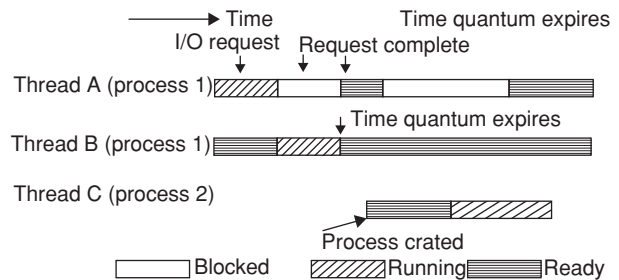 Time
Time quantum expires
I/O request
Request complete
Thread A (process 1)
Time quantum expires
Thread B (process 1)
Thread C (process 2)
Process crated
Blocked
Running
Ready